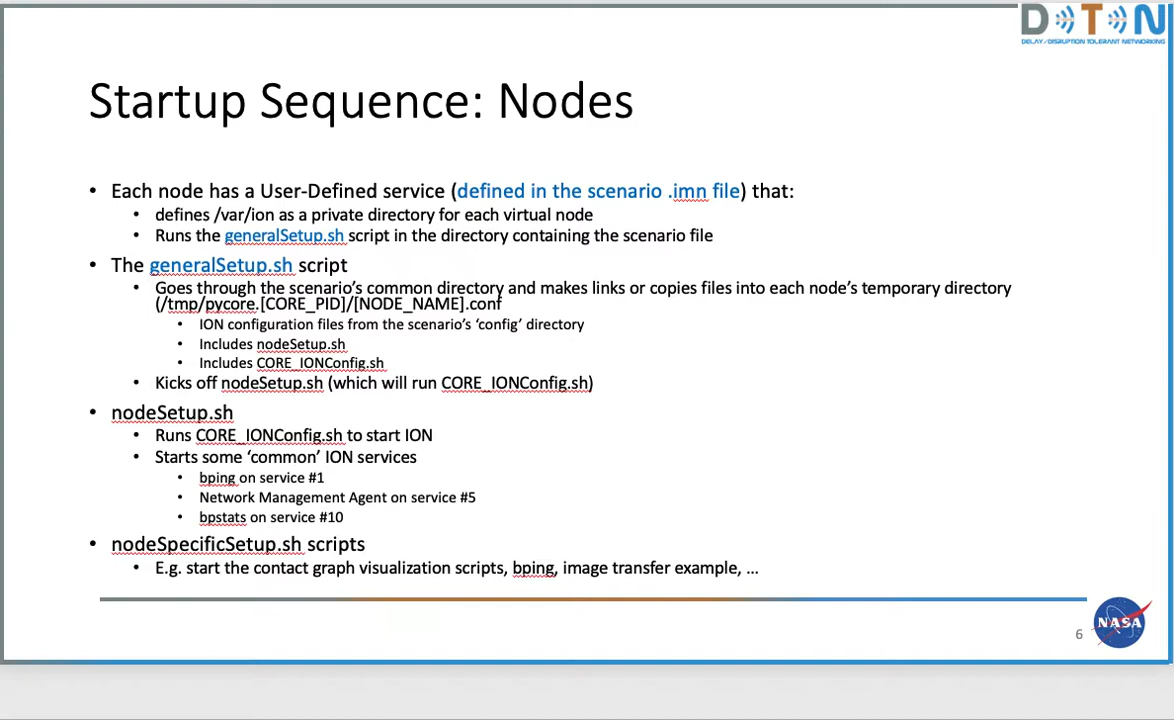 DTN
DELAY/DISRUPTION TOLERANT NETWORKING
Startup Sequence: Nodes
• Each node has a User-Defined service (defined in the scenario .imn file) that:
• defines /var/ion as a private directory for each virtual node
• Runs the generalSetup.sh script in the directory containing the scenario file
• The generalSetup.sh script
• Goes through the scenario's common directory and makes links or copies files into each node's temporary directory
(/tmp/pycore.[CORE_PID]/[NODE_NAME].conf
• ION configuration files from the scenario's 'config' directory
• Includes nodeSetup.sh
• Includes CORE_IONConfig.sh
• Kicks off nodeSetup.sh (which will run CORE_IONConfig.sh)
• nodeSetup.sh
• Runs CORE_IONConfig.sh to start ION
• Starts some 'common' ION services
• bping on service #1
• Network Management Agent on service #5
• bpstats on service #10
• nodeSpecificSetup.sh scripts
• E.g. start the contact graph visualization scripts, bping, image transfer example, ...
6
NASA